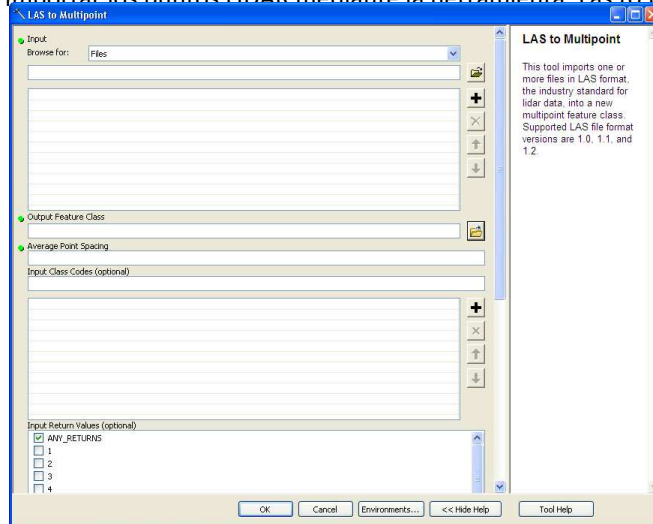 LAS to Multipoint
Input
Browse for:
Files
Output Feature Class
Average Point Spacing
Input Class Codes (optional)
Input Return Values (optional)
ANY_RETURNS
1
2
3
4
OK
Cancel
Environments...
<< Hide Help
Tool Help
LAS to Multipoint
This tool imports one or
more files in LAS format,
the industry standard for
lidar data, into a new
multipoint feature class.
Supported LAS file format
versions are 1.0, 1.1, and
1.2.